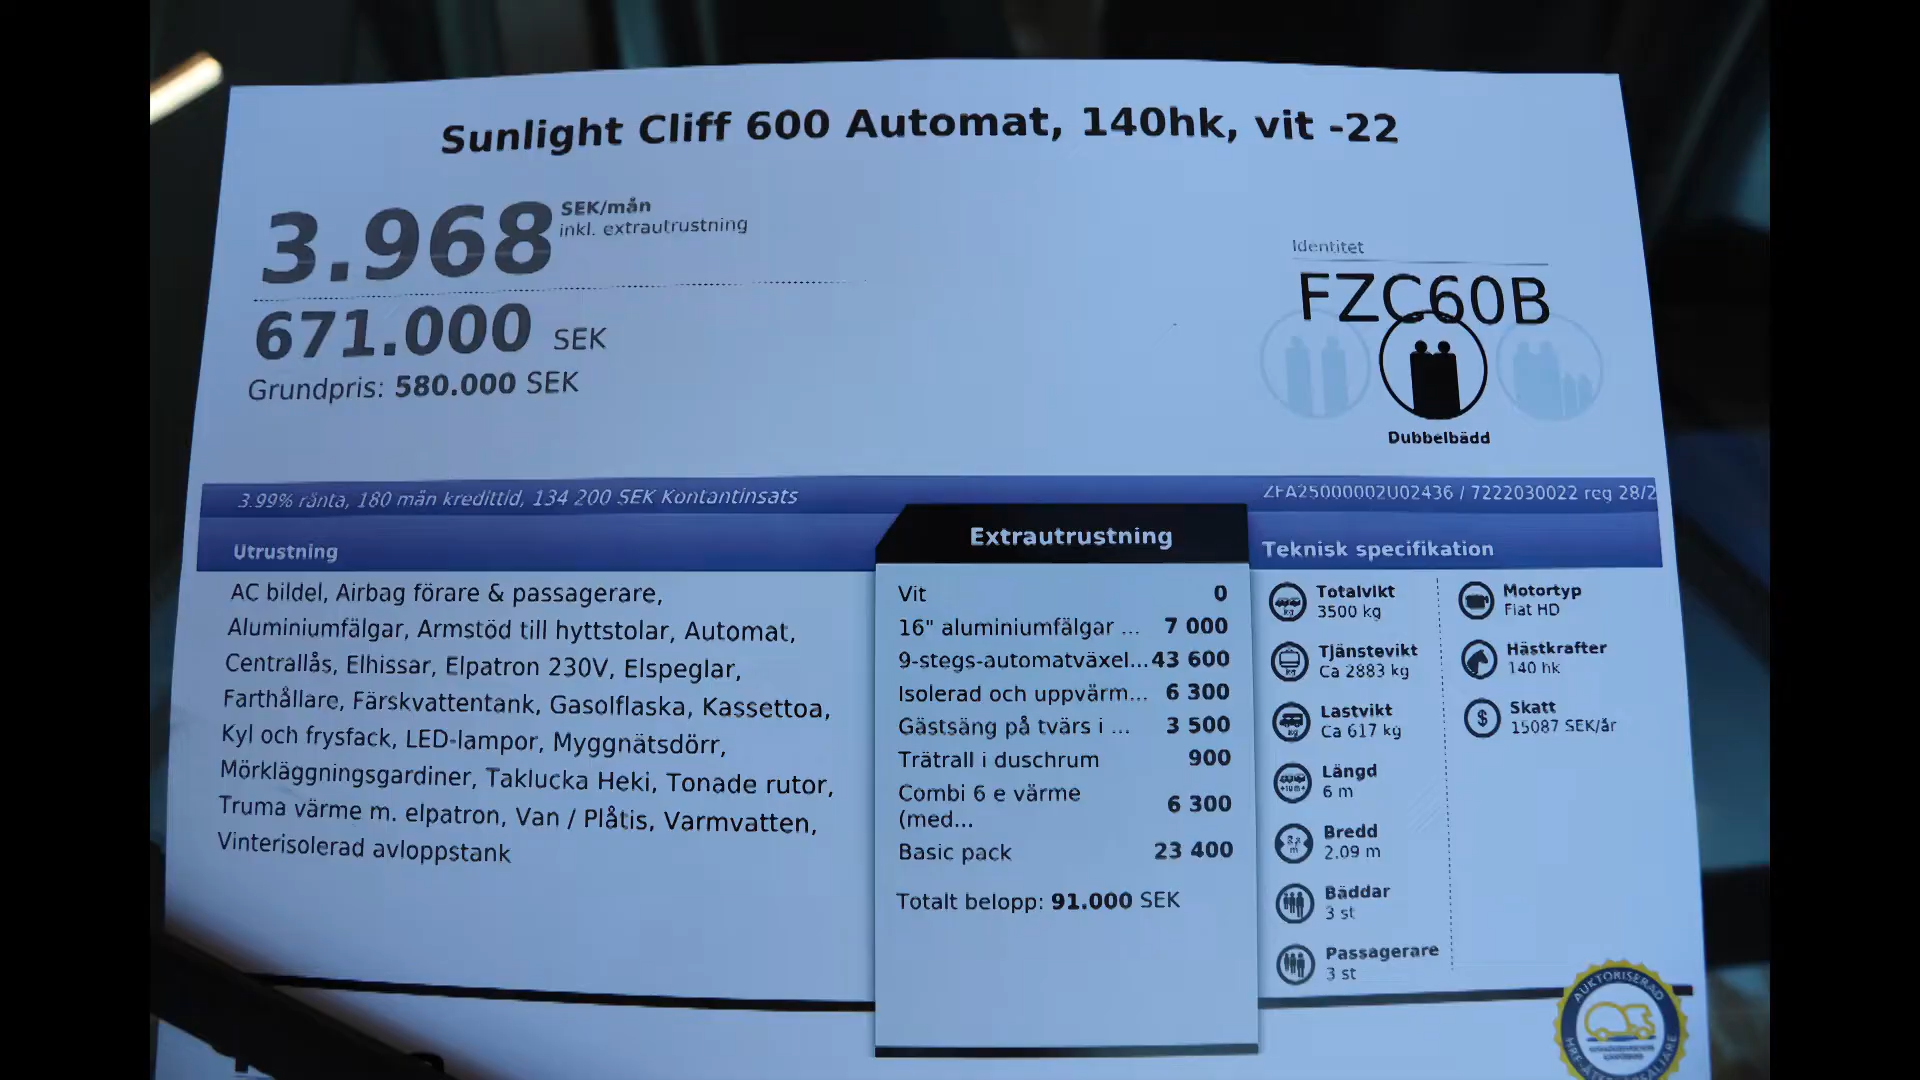 Sunlight Cliff 600 Automat, 140hk, vit -22
3.968 SEK/mån
inkl. extrautrustning
671.000 SEK
Grundpris: 580.000 SEK
Identitet
FZC60B
Dubbelbädd
3.99% ränta, 180 mån kredittid, 134 200 SEK Kontantinsats
ZFA25000002U02436 / 7222030022 reg 28/2
Utrustning
AC bildel, Airbag förare & passagerare,
Aluminiumfälgar, Armstöd till hyttstolar, Automat,
Centrallås, Elhissar, Elpatron 230V, Elspeglar,
Farthållare, Färskvattentank, Gasolflaska, Kassettoa,
Kyl och frysfack, LED-lampor, Myggnätsdörr,
Mörkläggningsgardiner, Taklucka Heki, Tonade rutor,
Truma värme m. elpatron, Van / Plåtis, Varmvatten,
Vinterisolerad avloppstank
Extrautrustning
Vit 0
16" aluminiumfälgar ... 7 000
9-stegs-automatväxel... 43 600
Isolerad och uppvärm... 6 300
Gästsäng på tvärs i ... 3 500
Trätrall i duschrum 900
Combi 6 e värme
(med... 6 300
Basic pack 23 400
Totalt belopp: 91.000 SEK
Teknisk specifikation
Totalvikt
3500 kg
Tjänstevikt
Ca 2883 kg
Lastvikt
Ca 617 kg
Längd
6 m
Bredd
2.09 m
Bäddar
3 st
Passagerare
3 st
Motortyp
Fiat HD
Hästkrafter
140 hk
Skatt
15087 SEK/år
AUKTORISERAD